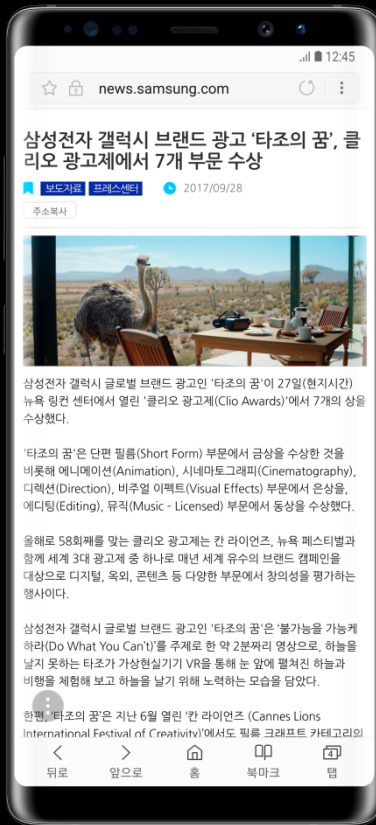 12:45
news.samsung.com
삼성전자 갤럭시 브랜드 광고 ‘타조의 꿈’, 클
리오 광고제에서 7개 부문 수상
보도자료 프레스센터 2017/09/28
주소복사
삼성전자 갤럭시 글로벌 브랜드 광고인 '타조의 꿈'이 27일(현지시간)
뉴욕 링컨 센터에서 열린 '클리오 광고제(Clio Awards)'에서 7개의 상을
수상했다.
'타조의 꿈'은 단편 필름(Short Form) 부문에서 금상을 수상한 것을
비롯해 에니메이션(Animation), 시네마토그래피(Cinematography),
디렉션(Direction), 비주얼 이펙트(Visual Effects) 부문에서 은상을,
에디팅(Editing), 뮤직(Music - Licensed) 부문에서 동상을 수상했다.
올해로 58회째를 맞는 클리오 광고제는 칸 라이언즈, 뉴욕 페스티벌과
함께 세계 3대 광고제 중 하나로 매년 세계 유수의 브랜드 캠페인을
대상으로 디지털, 옥외, 콘텐츠 등 다양한 부문에서 창의성을 평가하는
행사이다.
삼성전자 갤럭시 글로벌 브랜드 광고인 '타조의 꿈'은 '불가능을 가능케
하라(Do What You Can't)'를 주제로 한 약 2분짜리 영상으로, 하늘을
날지 못하는 타조가 가상현실기기 VR을 통해 눈 앞에 펼쳐진 하늘과
비행을 체험해 보고 하늘을 날기 위해 노력하는 모습을 담았다.
한편, '타조의 꿈'은 지난 6월 열린 '칸 라이언즈 (Cannes Lions
International Festival of Creativity)'에서도 필름 크래프트 카테고리의
4
뒤로 앞으로 홈 북마크 탭